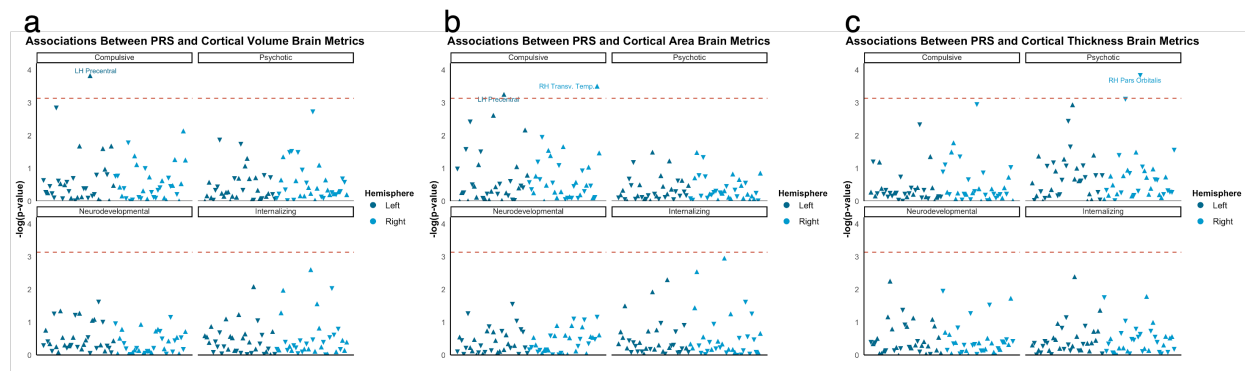 a
Associations Between PRS and Cortical Volume Brain Metrics
Compulsive
Psychotic
4
3
2
1
0
LH Precentral
-log(p-value)
Neurodevelopmental
Internalizing
4
3
2
1
0
Hemisphere
Left
Right
b
Associations Between PRS and Cortical Area Brain Metrics
Compulsive
Psychotic
4
3
2
1
0
RH Transv. Temp.
LH Precentral
-log(p-value)
Neurodevelopmental
Internalizing
4
3
2
1
0
Hemisphere
Left
Right
c
Associations Between PRS and Cortical Thickness Brain Metrics
Compulsive
Psychotic
4
3
2
1
0
RH Pars Orbitalis
-log(p-value)
Neurodevelopmental
Internalizing
4
3
2
1
0
Hemisphere
Left
Right